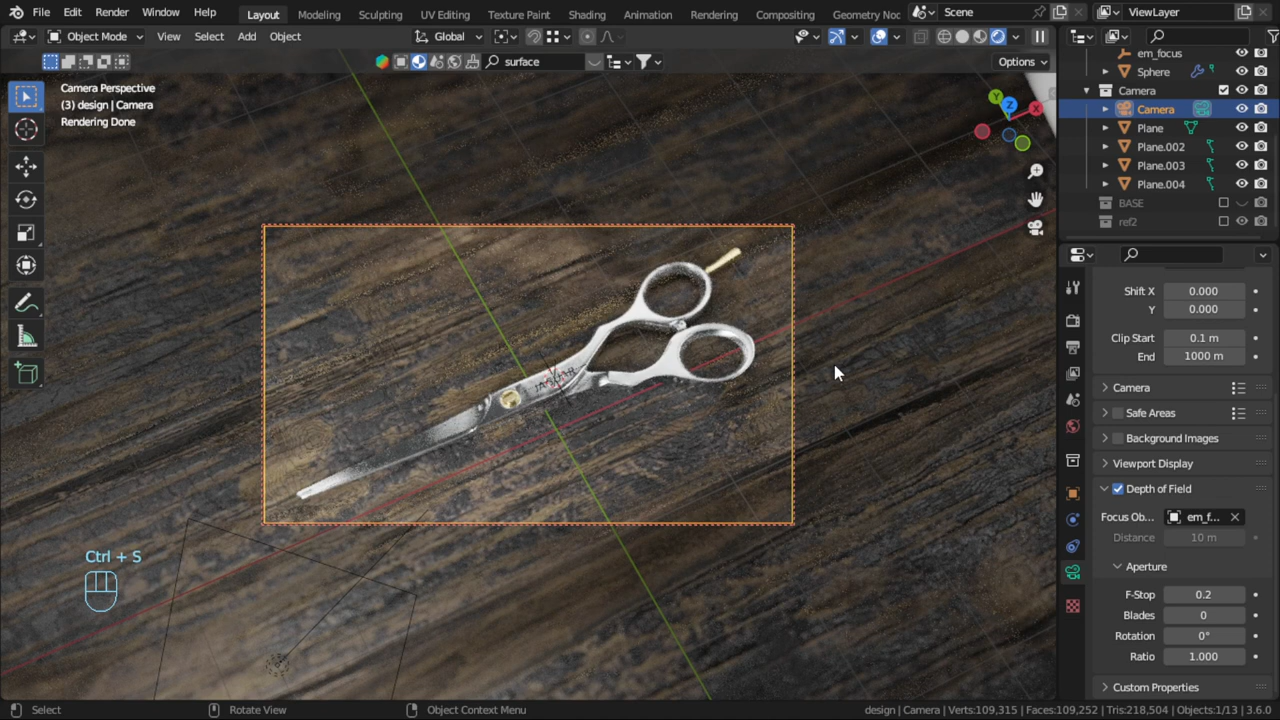 File Edit Render Window Help
Layout Modeling Sculpting UV Editing Texture Paint Shading Animation Rendering Compositing Geometry Noc
Scene
ViewLayer
Object Mode View Select Add Object
Global
surface
Options
Camera Perspective
(3) design | Camera
Rendering Done
Y
Z
X
JAGUAR
Ctrl + S
em_focus
Sphere
Camera
Camera
Plane
Plane.002
Plane.003
Plane.004
BASE
ref2
Shift X 0.000
Y 0.000
Clip Start 0.1 m
End 1000 m
Camera
Safe Areas
Background Images
Viewport Display
Depth of Field
Focus Ob... em_f...
Distance 10 m
Aperture
F-Stop 0.2
Blades 0
Rotation 0°
Ratio 1.000
Custom Properties
Select Rotate View Object Context Menu
design | Camera | Verts:109,315 | Faces:109,252 | Tris:218,504 | Objects:1/13 | 3.6.0